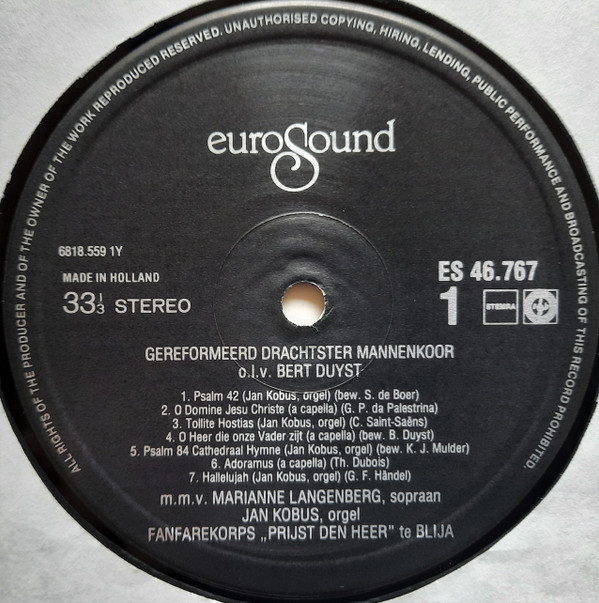 ALL RIGHTS OF THE PRODUCER AND OF THE OWNER OF THE WORK REPRODUCED RESERVED. UNAUTHORISED COPYING, HIRING, LENDING, PUBLIC PERFORMANCE AND BROADCASTING OF THIS RECORD PROHIBITED.
euroSound
6818.559 1Y
MADE IN HOLLAND
33⅓ STEREO
ES 46.767
1 STEMRA
GEREFORMEERD DRACHTSTER MANNENKOOR
o.l.v. BERT DUYST
1. Psalm 42 (Jan Kobus, orgel) (bew. S. de Boer)
2. O Domine Jesu Christe (a capella) (G. P. da Palestrina)
3. Tollite Hostias (Jan Kobus, orgel) (C. Saint-Saëns)
4. O Heer die onze Vader zijt (a capella) (bew. B. Duyst)
5. Psalm 84 Cathedraal Hymne (Jan Kobus, orgel) (bew. K. J. Mulder)
6. Adoramus (a capella) (Th. Dubois)
7. Hallelujah (Jan Kobus, orgel) (G. F. Händel)
m.m.v. MARIANNE LANGENBERG, sopraan
JAN KOBUS, orgel
FANFAREKORPS „PRIJST DEN HEER" te BLIJA